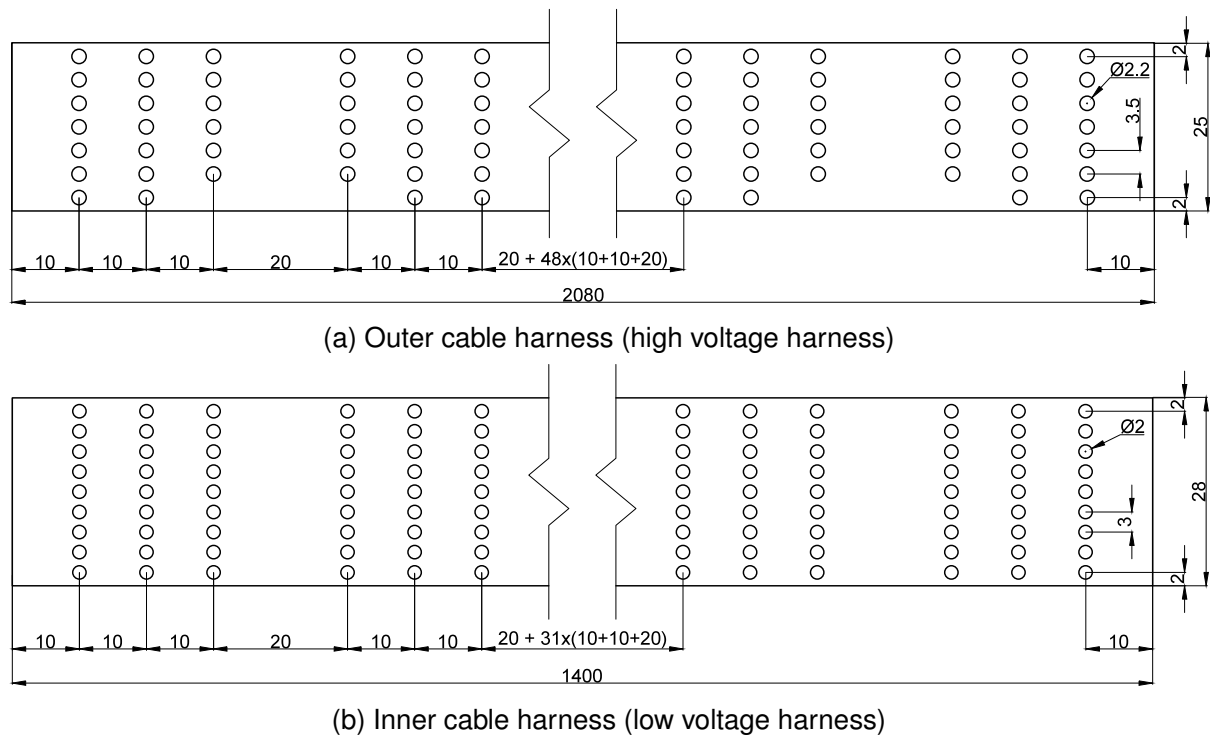 2
Ø2.2
3.5
25
2
10 10 10 20 10 10 20 + 48x(10+10+20) 10
2080
(a) Outer cable harness (high voltage harness)
2
Ø2
28
3
2
10 10 10 20 10 10 20 + 31x(10+10+20) 10
1400
(b) Inner cable harness (low voltage harness)